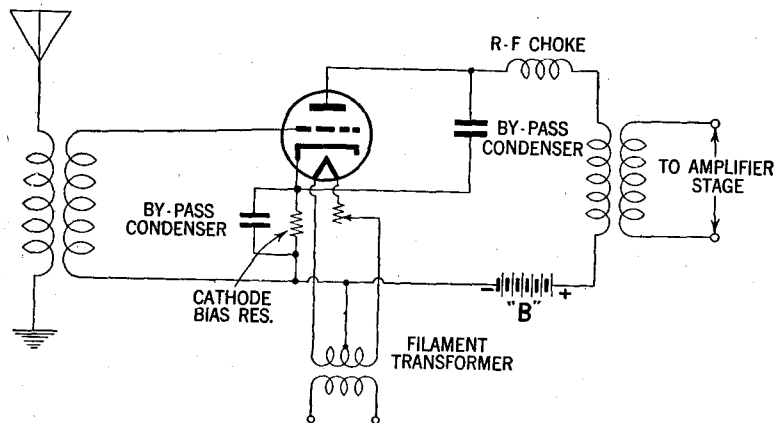 R-F CHOKE
BY-PASS
CONDENSER
TO AMPLIFIER
STAGE
BY-PASS
CONDENSER
CATHODE
BIAS RES.
- "B" +
FILAMENT
TRANSFORMER